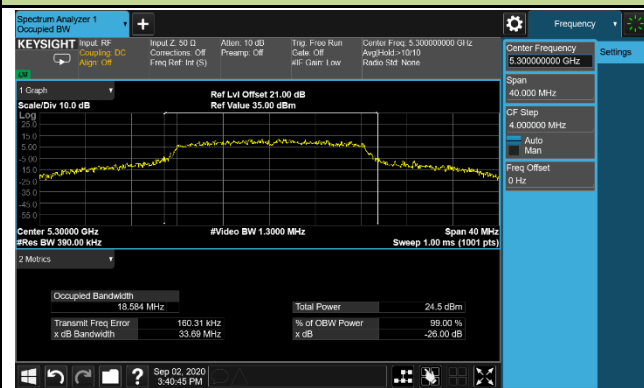 Spectrum Analyzer 1
Occupied BW
Frequency
KEYSIGHT
Input: RF
Coupling: DC
Align: Off
Input Z: 50 Ω
Corrections: Off
Freq Ref: Int (S)
Atten: 10 dB
Preamp: Off
Trig: Free Run
Gate: Off
#IF Gain: Low
Center Freq: 5.300000000 GHz
Avg|Hold:>10/10
Radio Std: None
LXI
Center Frequency
5.300000000 GHz
Settings
Span
40.000 MHz
CF Step
4.000000 MHz
Auto
Man
Freq Offset
0 Hz
1 Graph
Scale/Div 10.0 dB
Ref Lvl Offset 21.00 dB
Ref Value 35.00 dBm
Log
25.0
15.0
5.00
-5.00
-15.0
-25.0
-35.0
-45.0
-55.0
Center 5.30000 GHz
#Video BW 1.3000 MHz
Span 40 MHz
#Res BW 390.00 kHz
Sweep 1.00 ms (1001 pts)
2 Metrics
Occupied Bandwidth
18.584 MHz
Total Power 24.5 dBm
Transmit Freq Error 160.31 kHz
% of OBW Power 99.00 %
x dB Bandwidth 33.69 MHz
x dB -26.00 dB
Sep 02, 2020
3:40:45 PM